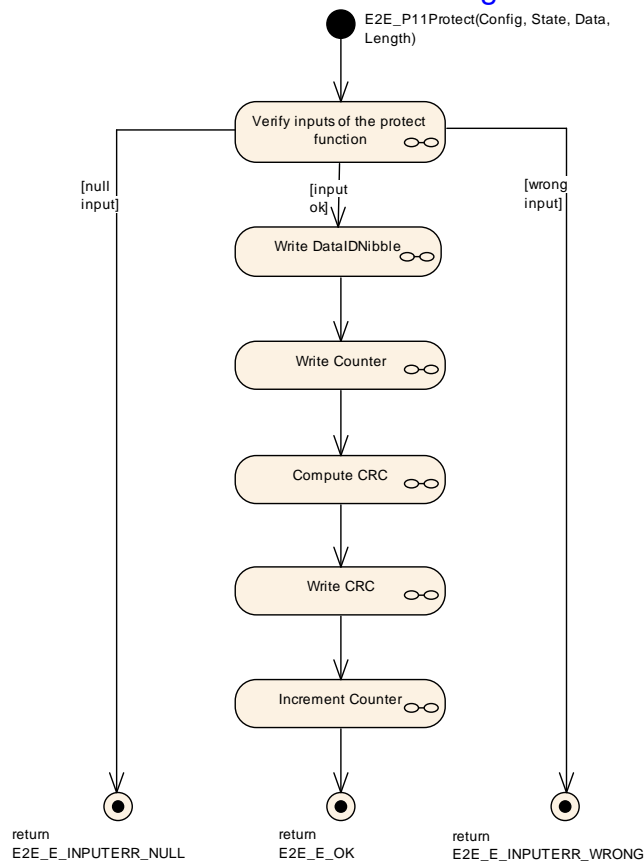 E2E_P11Protect(Config, State, Data,
Length)
Verify inputs of the protect
function
[null
input]
[input
ok]
[wrong
input]
Write DataIDNibble
Write Counter
Compute CRC
Write CRC
Increment Counter
return
E2E_E_INPUTERR_NULL
return
E2E_E_OK
return
E2E_E_INPUTERR_WRONG